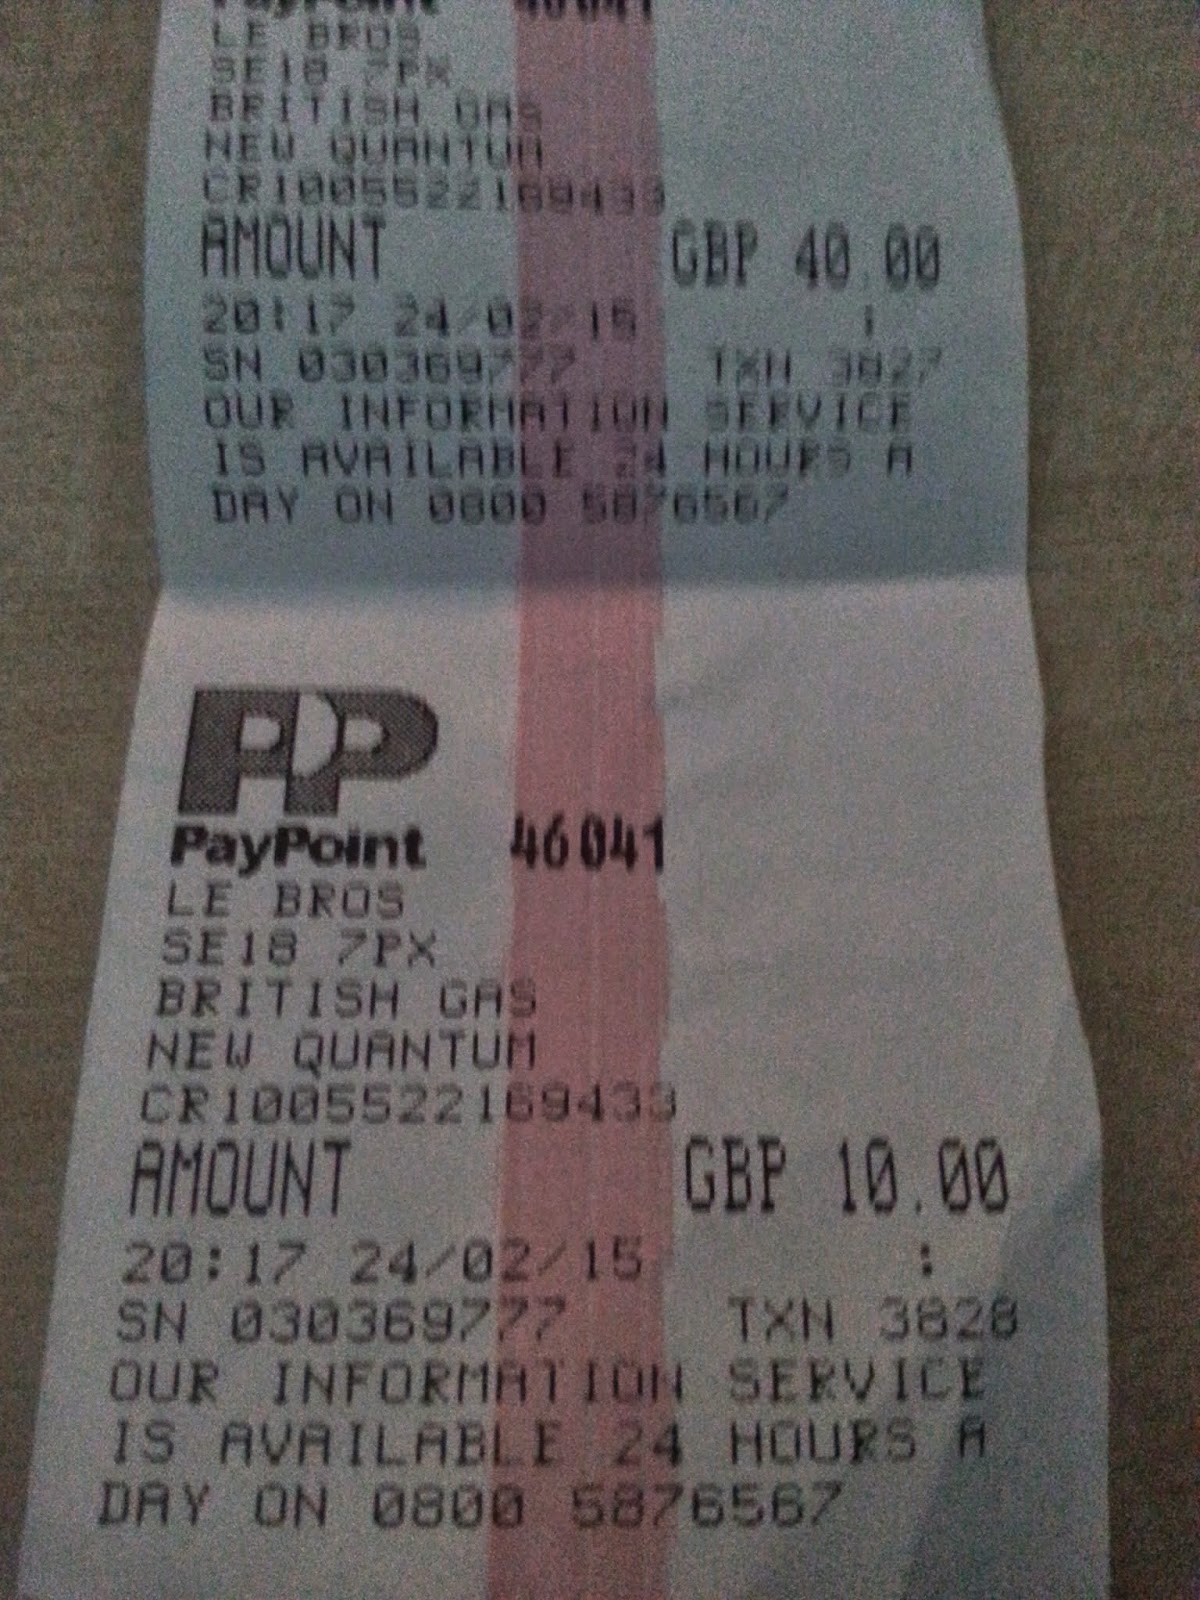 PayPoint 46041
LE BROS
SE18 7PX
BRITISH GAS
NEW QUANTUM
CR1005522169433
AMOUNT GBP 40.00
20:17 24/02/15 :
SN 030369777 TXN 3827
OUR INFORMATION SERVICE
IS AVAILABLE 24 HOURS A
DAY ON 0800 5876567
PP
PayPoint 46041
LE BROS
SE18 7PX
BRITISH GAS
NEW QUANTUM
CR1005522169433
AMOUNT GBP 10.00
20:17 24/02/15 :
SN 030369777 TXN 3828
OUR INFORMATION SERVICE
IS AVAILABLE 24 HOURS A
DAY ON 0800 5876567